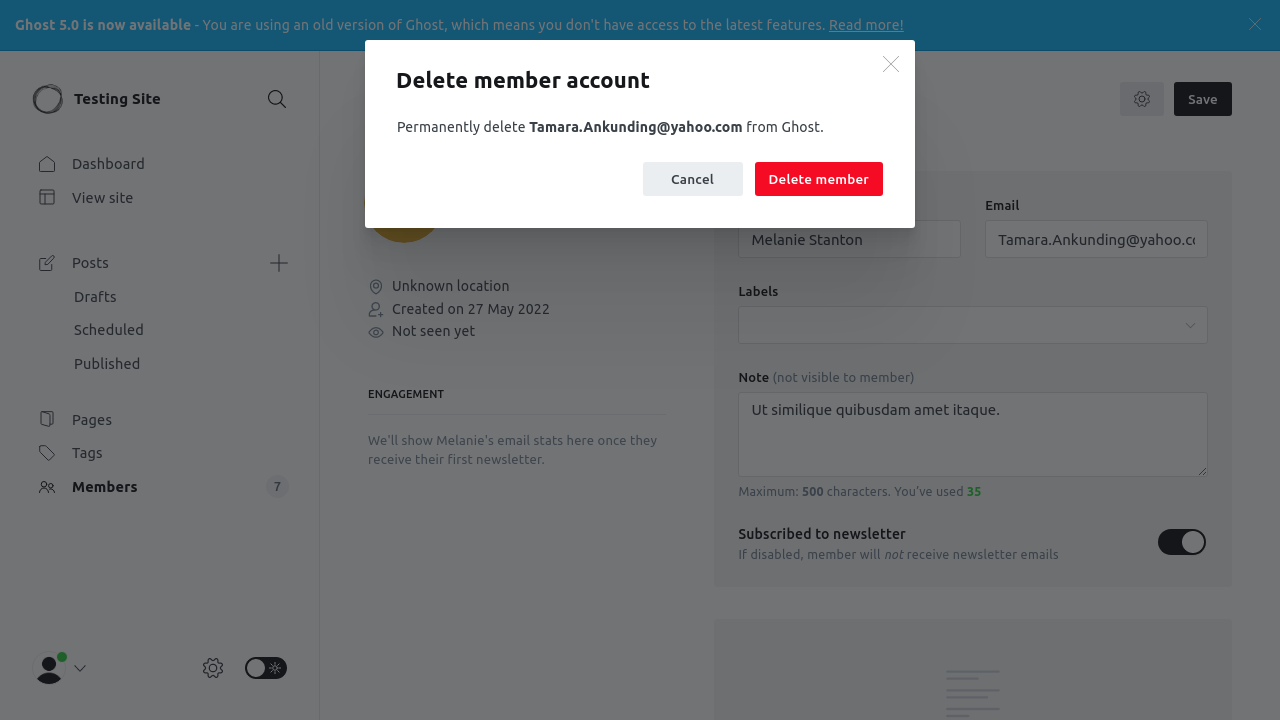 Ghost 5.0 is now available - You are using an old version of Ghost, which means you don't have access to the latest features. Read more!
Testing Site
Dashboard
View site
Posts
Drafts
Scheduled
Published
Pages
Tags
Members 7
Delete member account
Permanently delete Tamara.Ankunding@yahoo.com from Ghost.
Cancel
Delete member
Save
Unknown location
Created on 27 May 2022
Not seen yet
ENGAGEMENT
We'll show Melanie's email stats here once they
receive their first newsletter.
Melanie Stanton
Email
Tamara.Ankunding@yahoo.co
Labels
Note (not visible to member)
Ut similique quibusdam amet itaque.
Maximum: 500 characters. You've used 35
Subscribed to newsletter
If disabled, member will not receive newsletter emails